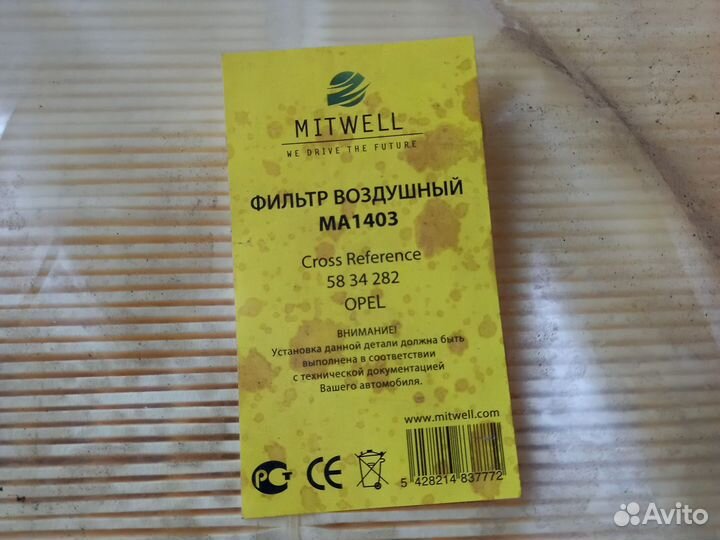 MITWELL
WE DRIVE THE FUTURE
ФИЛЬТР ВОЗДУШНЫЙ
MA1403
Cross Reference
58 34 282
OPEL
ВНИМАНИЕ!
Установка данной детали должна быть
выполнена в соответствии
с технической документацией
Вашего автомобиля.
www.mitwell.com
РСТ CE
5 428214 837772
Avito